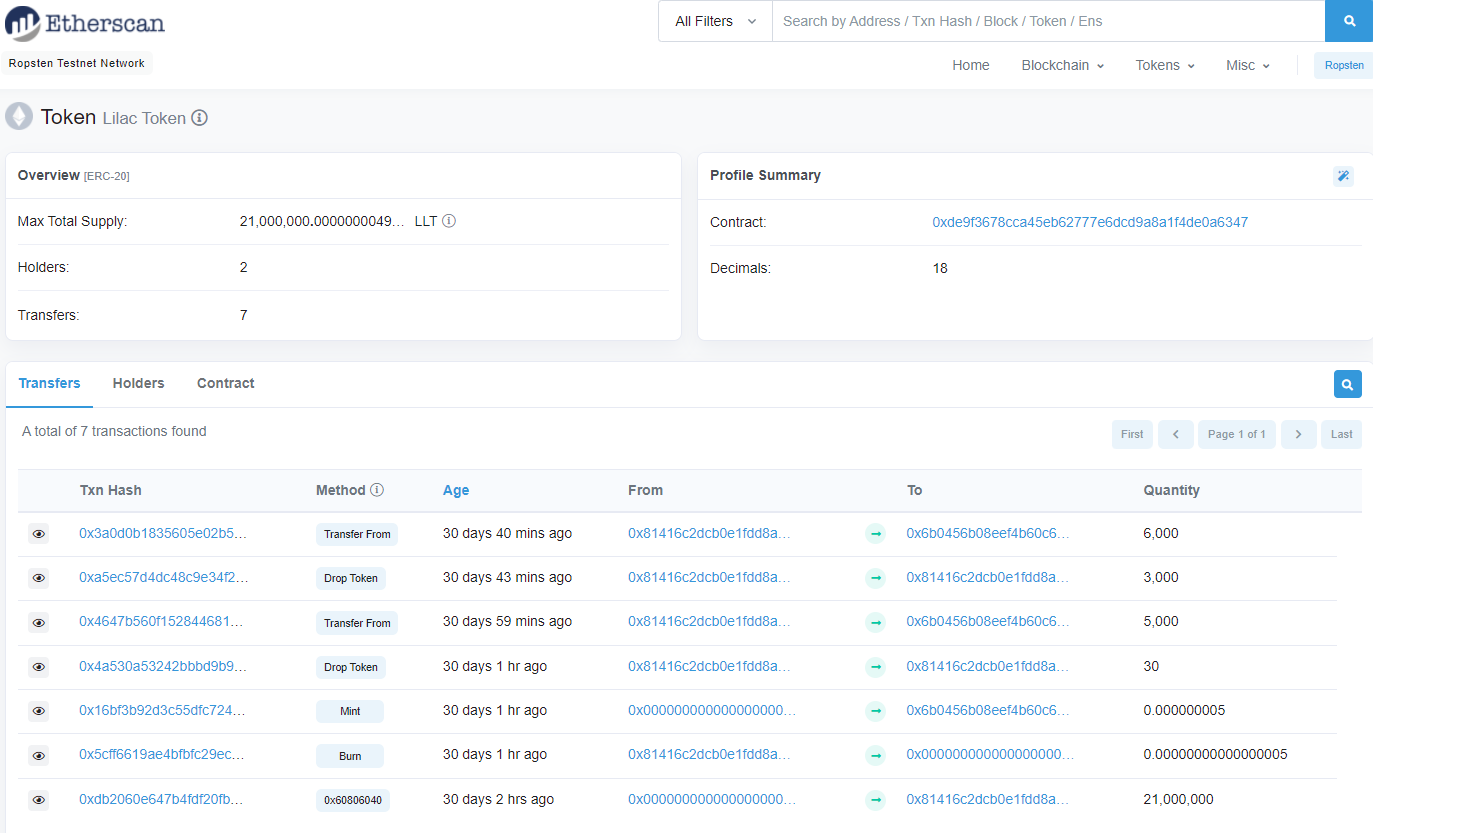 Etherscan
All Filters
Search by Address / Txn Hash / Block / Token / Ens
Ropsten Testnet Network
Home Blockchain Tokens Misc Ropsten
Token Lilac Token
Overview [ERC-20]
Max Total Supply: 21,000,000.0000000049... LLT
Holders: 2
Transfers: 7
Profile Summary
Contract: 0xde9f3678cca45eb62777e6dcd9a8a1f4de0a6347
Decimals: 18
Transfers Holders Contract
A total of 7 transactions found
First Page 1 of 1 Last
Txn Hash Method Age From To Quantity
0x3a0d0b1835605e02b5... Transfer From 30 days 40 mins ago 0x81416c2dcb0e1fdd8a... 0x6b0456b08eef4b60c6... 6,000
0xa5ec57d4dc48c9e34f2... Drop Token 30 days 43 mins ago 0x81416c2dcb0e1fdd8a... 0x81416c2dcb0e1fdd8a... 3,000
0x4647b560f152844681... Transfer From 30 days 59 mins ago 0x81416c2dcb0e1fdd8a... 0x6b0456b08eef4b60c6... 5,000
0x4a530a53242bbbd9b9... Drop Token 30 days 1 hr ago 0x81416c2dcb0e1fdd8a... 0x81416c2dcb0e1fdd8a... 30
0x16bf3b92d3c55dfc724... Mint 30 days 1 hr ago 0x000000000000000000... 0x6b0456b08eef4b60c6... 0.000000005
0x5cff6619ae4bfbfc29ec... Burn 30 days 1 hr ago 0x81416c2dcb0e1fdd8a... 0x000000000000000000... 0.00000000000000005
0xdb2060e647b4fdf20fb... 0x60806040 30 days 2 hrs ago 0x000000000000000000... 0x81416c2dcb0e1fdd8a... 21,000,000